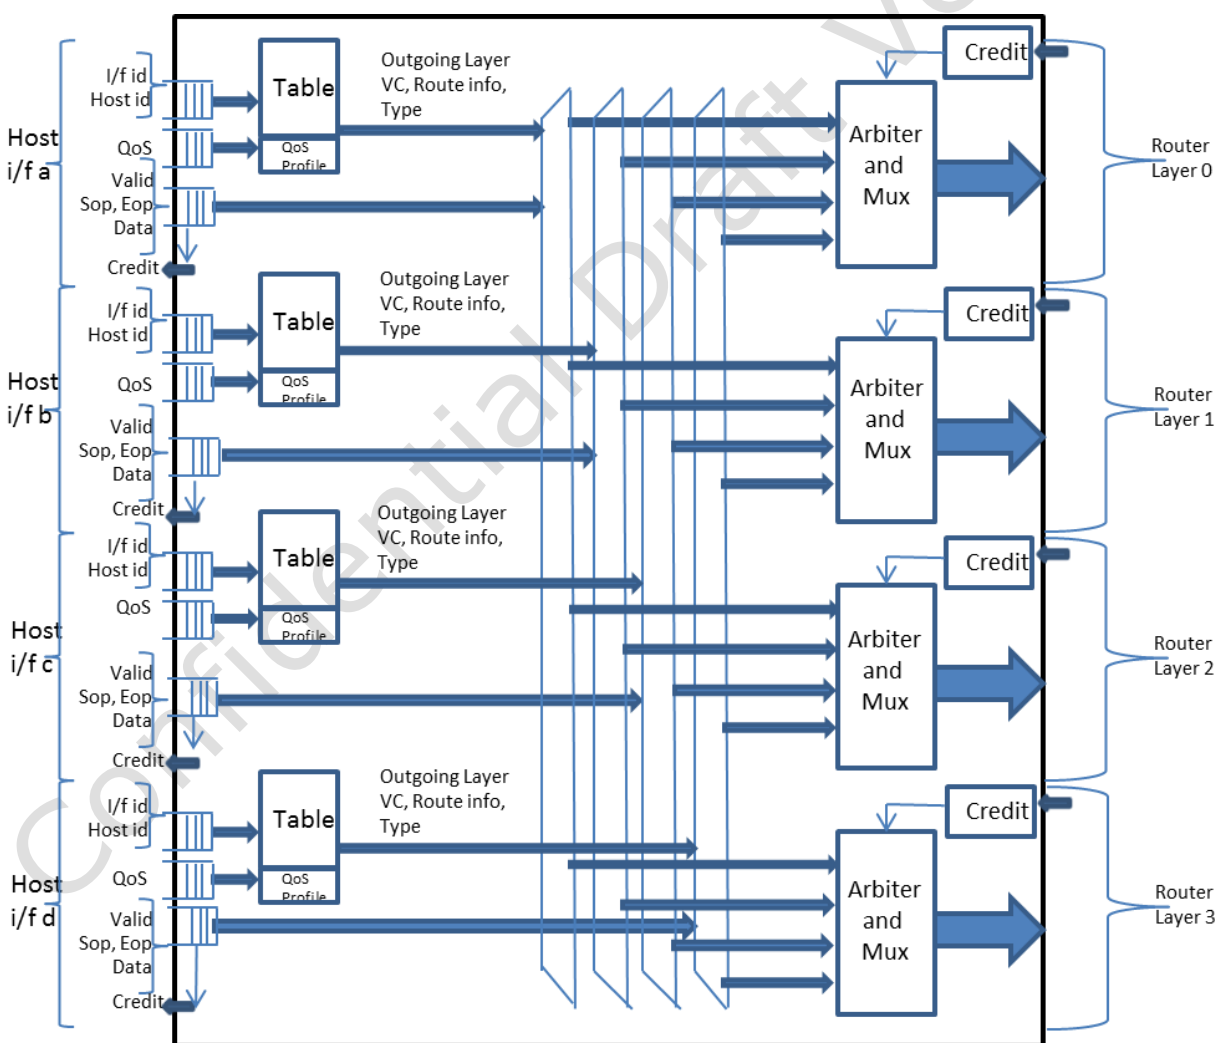 Confidential Draft
Credit
I/f id
Host id
Table
Outgoing Layer
VC, Route info,
Type
Host
i/f a
QoS
QoS
Profile
Valid
Sop, Eop
Data
Credit
Arbiter
and
Mux
Router
Layer 0
I/f id
Host id
Table
Outgoing Layer
VC, Route info,
Type
Credit
Host
i/f b
QoS
QoS
Profile
Valid
Sop, Eop
Data
Credit
Arbiter
and
Mux
Router
Layer 1
I/f id
Host id
Table
Outgoing Layer
VC, Route info,
Type
Credit
Host
i/f c
QoS
QoS
Profile
Valid
Sop, Eop
Data
Credit
Arbiter
and
Mux
Router
Layer 2
I/f id
Host id
Table
Outgoing Layer
VC, Route info,
Type
Credit
Host
i/f d
QoS
QoS
Profile
Valid
Sop, Eop
Data
Credit
Arbiter
and
Mux
Router
Layer 3